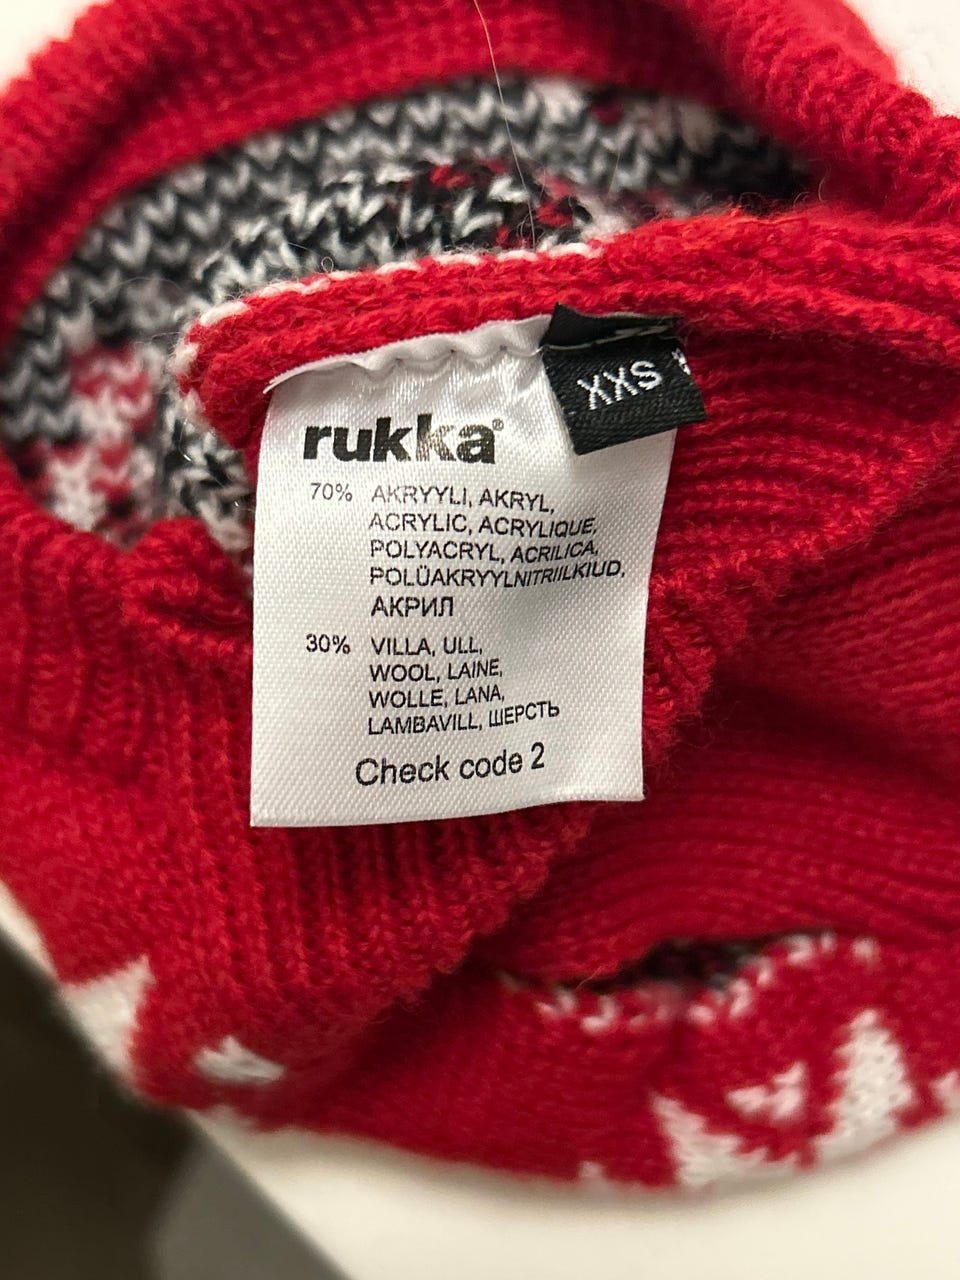 XXS
rukka®
70% AKRYYLI, AKRYL,
ACRYLIC, ACRYLIQUE,
POLYACRYL, ACRILICA,
POLÜAKRYYLNITRIILKIUD,
АКРИЛ
30% VILLA, ULL,
WOOL, LAINE,
WOLLE, LANA,
LAMBAVILL, ШЕРСТЬ
Check code 2